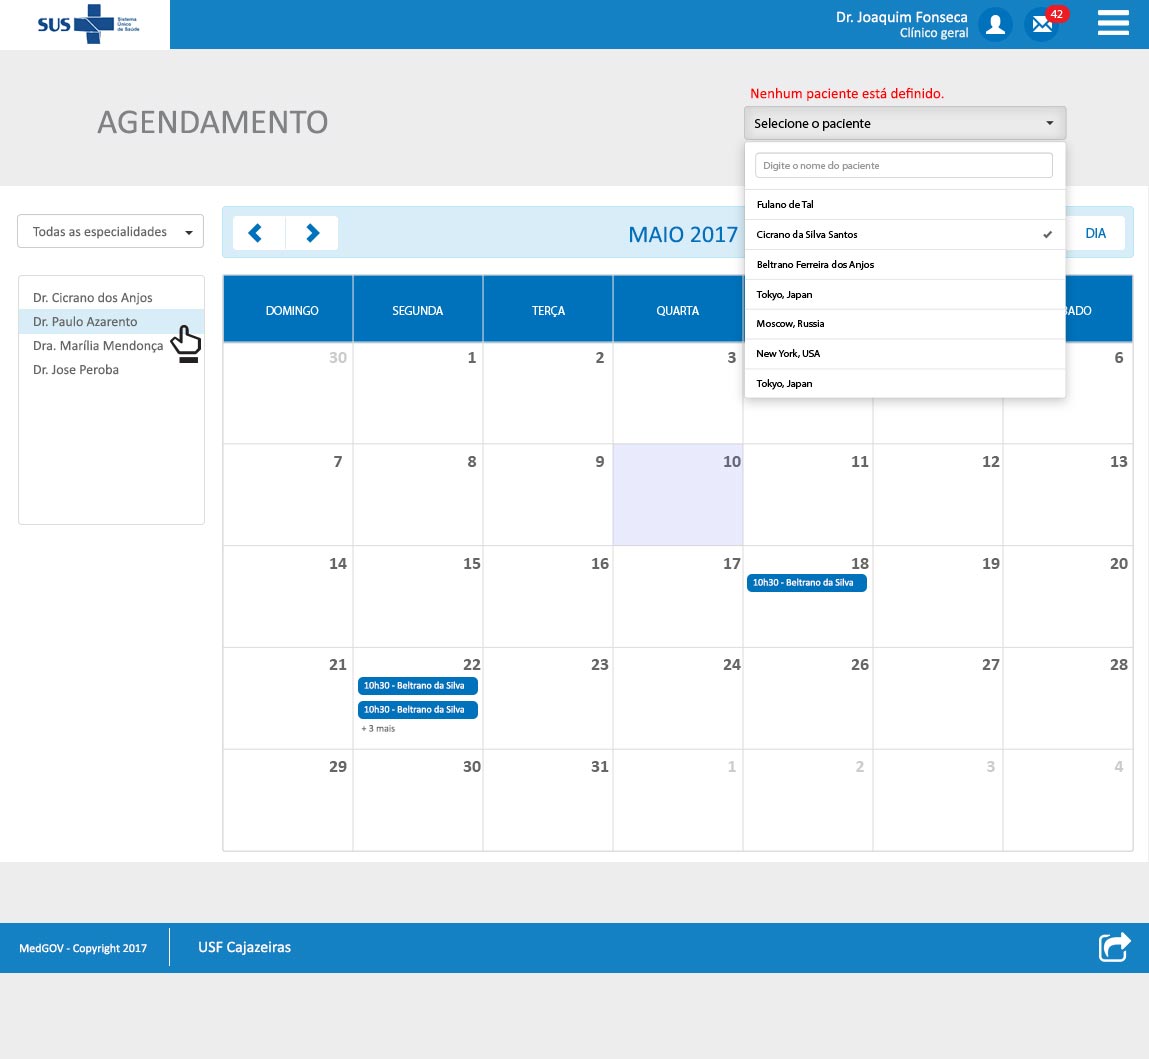 SUS
Sistema
Único
de Saúde
Dr. Joaquim Fonseca
Clínico geral
42
Nenhum paciente está definido.
AGENDAMENTO
Selecione o paciente
Digite o nome do paciente
Fulano de Tal
Cicrano da Silva Santos
Beltrano Ferreira dos Anjos
Tokyo, Japan
Moscow, Russia
New York, USA
Tokyo, Japan
Todas as especialidades
Dr. Cicrano dos Anjos
Dr. Paulo Azarento
Dra. Marília Mendonça
Dr. Jose Peroba
MAIO 2017
DIA
DOMINGO SEGUNDA TERÇA QUARTA BADO
30 1 2 3 6
7 8 9 10 11 12 13
14 15 16 17 18 19 20
10h30 - Beltrano da Silva
21 22 23 24 26 27 28
10h30 - Beltrano da Silva
10h30 - Beltrano da Silva
+ 3 mais
29 30 31 1 2 3 4
MedGOV - Copyright 2017
USF Cajazeiras